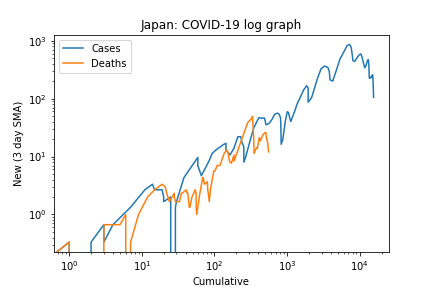 Japan: COVID-19 log graph
Cases
Deaths
New (3 day SMA)
10³
10²
10¹
10⁰
10⁰ 10¹ 10² 10³ 10⁴
Cumulative